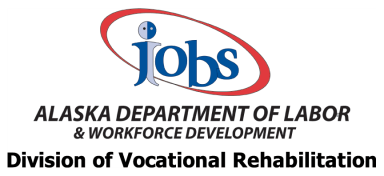 jobs
ALASKA DEPARTMENT OF LABOR
& WORKFORCE DEVELOPMENT
Division of Vocational Rehabilitation